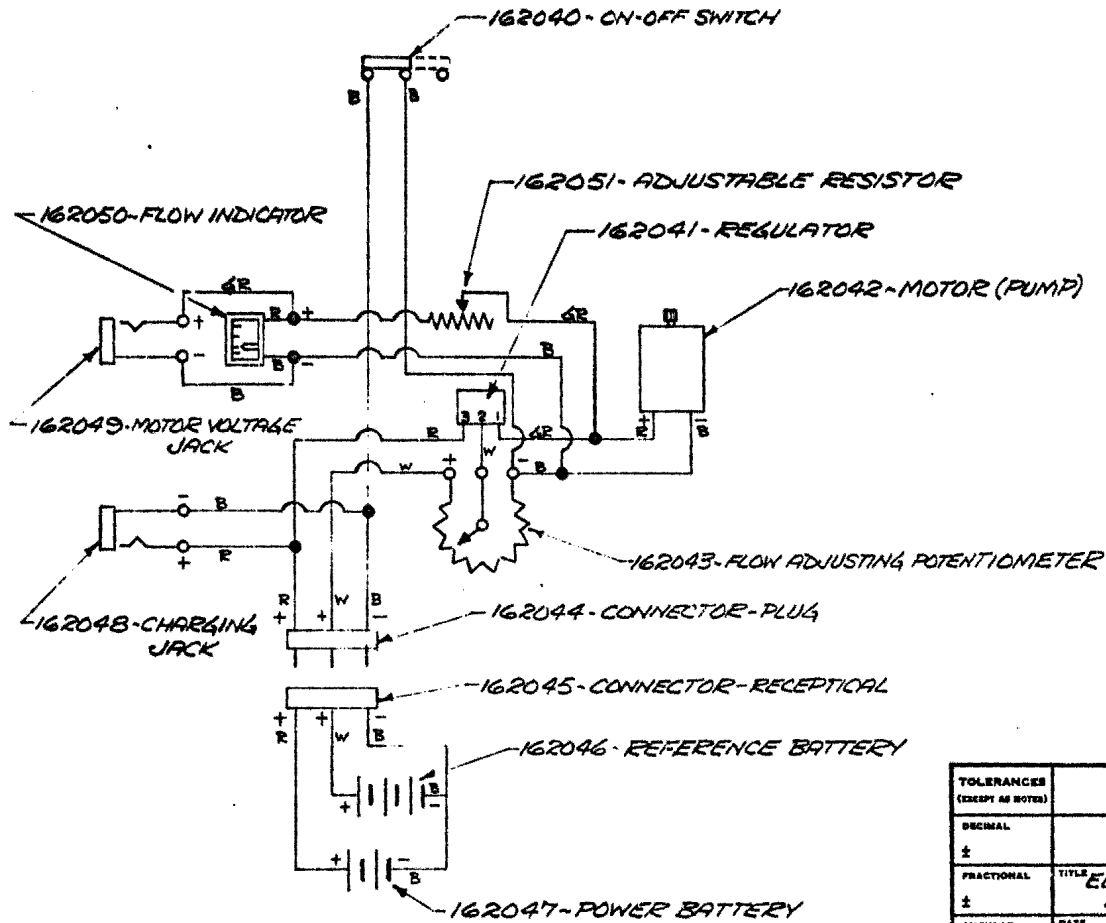 162040-ON-OFF SWITCH
B B
162051-ADJUSTABLE RESISTOR
162050-FLOW INDICATOR
162041-REGULATOR
162042-MOTOR (PUMP)
GR
R +
+
GR
B -
-
B
B
3 2 1
R
+
B
-
162049-MOTOR VOLTAGE
JACK
R
W
GR
W
+
-
B
-
B
R
+
162043-FLOW ADJUSTING POTENTIOMETER
R W B
+ + -
162044-CONNECTOR-PLUG
162048-CHARGING
JACK
162045-CONNECTOR-RECEPTICAL
+ + -
R W B
162046-REFERENCE BATTERY
+
B
-
+
-
B
162047-POWER BATTERY
TOLERANCES
(EXCEPT AS NOTED)
DECIMAL
±
FRACTIONAL
±
TITLE
DATE